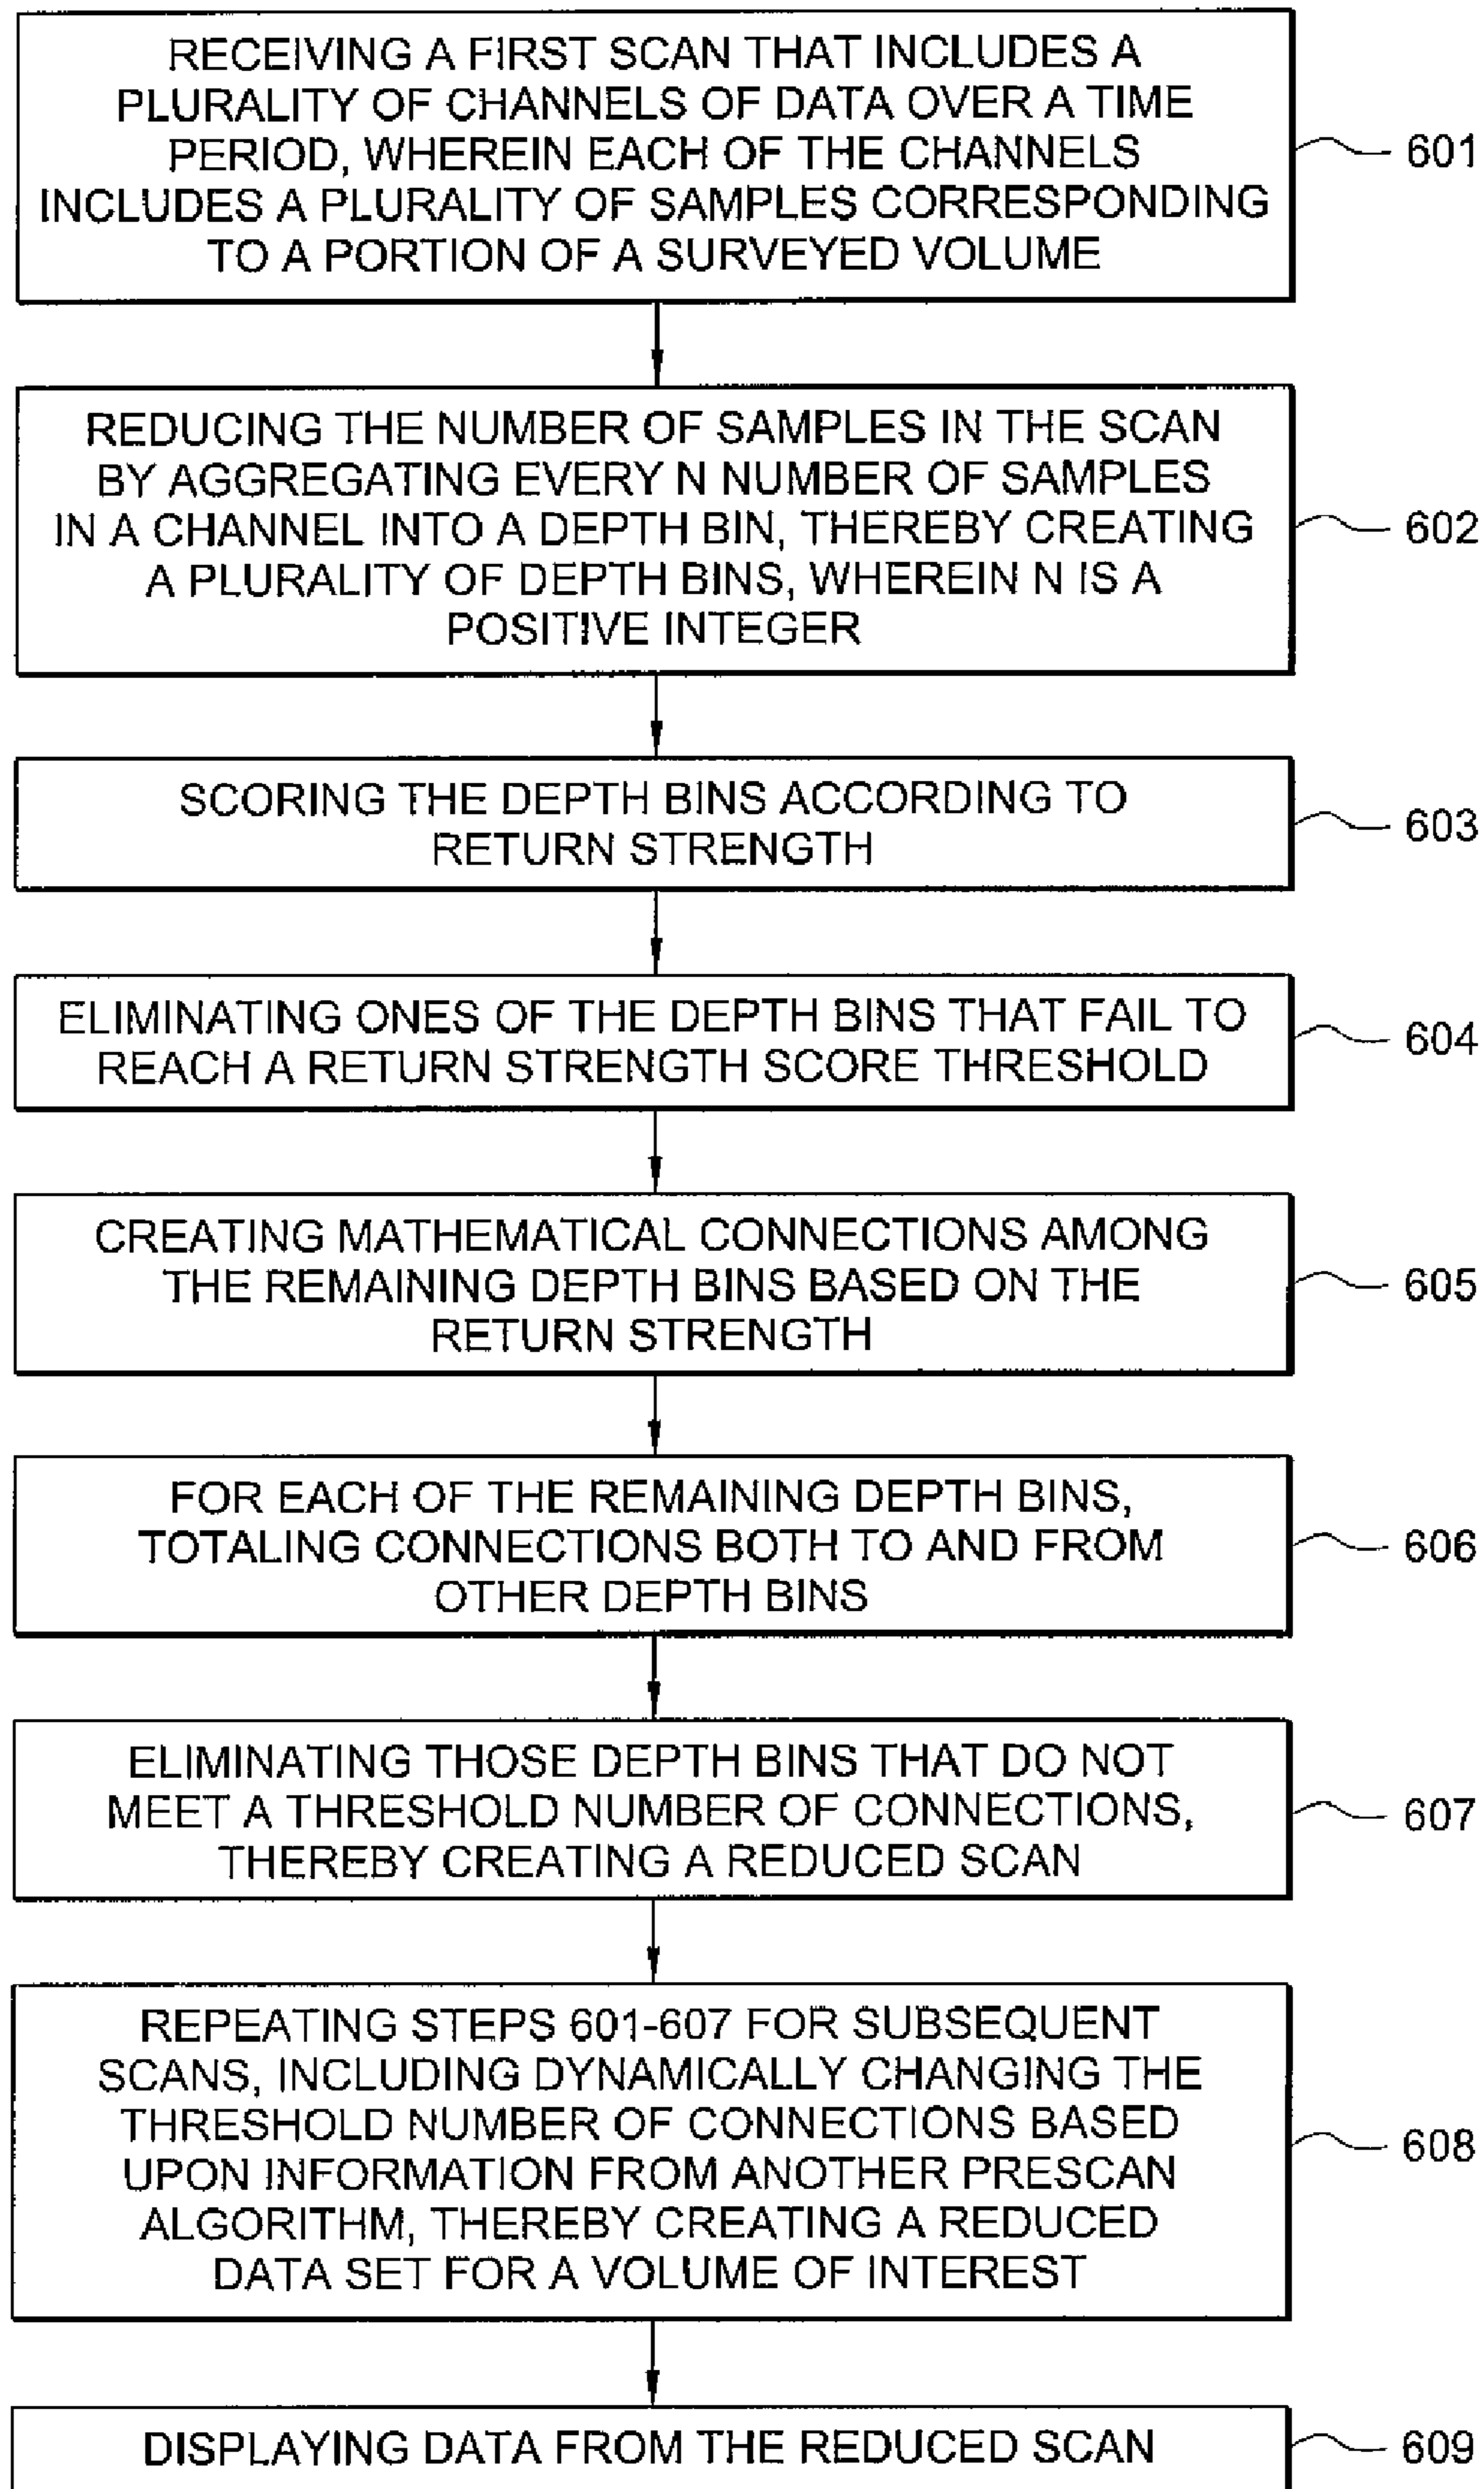 RECEIVING A FIRST SCAN THAT INCLUDES A
PLURALITY OF CHANNELS OF DATA OVER A TIME
PERIOD, WHEREIN EACH OF THE CHANNELS
INCLUDES A PLURALITY OF SAMPLES CORRESPONDING
TO A PORTION OF A SURVEYED VOLUME
601
REDUCING THE NUMBER OF SAMPLES IN THE SCAN
BY AGGREGATING EVERY N NUMBER OF SAMPLES
IN A CHANNEL INTO A DEPTH BIN, THEREBY CREATING
A PLURALITY OF DEPTH BINS, WHEREIN N IS A
POSITIVE INTEGER
602
SCORING THE DEPTH BINS ACCORDING TO
RETURN STRENGTH
603
ELIMINATING ONES OF THE DEPTH BINS THAT FAIL TO
REACH A RETURN STRENGTH SCORE THRESHOLD
604
CREATING MATHEMATICAL CONNECTIONS AMONG
THE REMAINING DEPTH BINS BASED ON THE
RETURN STRENGTH
605
FOR EACH OF THE REMAINING DEPTH BINS,
TOTALING CONNECTIONS BOTH TO AND FROM
OTHER DEPTH BINS
606
ELIMINATING THOSE DEPTH BINS THAT DO NOT
MEET A THRESHOLD NUMBER OF CONNECTIONS,
THEREBY CREATING A REDUCED SCAN
607
REPEATING STEPS 601-607 FOR SUBSEQUENT
SCANS, INCLUDING DYNAMICALLY CHANGING THE
THRESHOLD NUMBER OF CONNECTIONS BASED
UPON INFORMATION FROM ANOTHER PRESCAN
ALGORITHM, THEREBY CREATING A REDUCED
DATA SET FOR A VOLUME OF INTEREST
608
DISPLAYING DATA FROM THE REDUCED SCAN
609